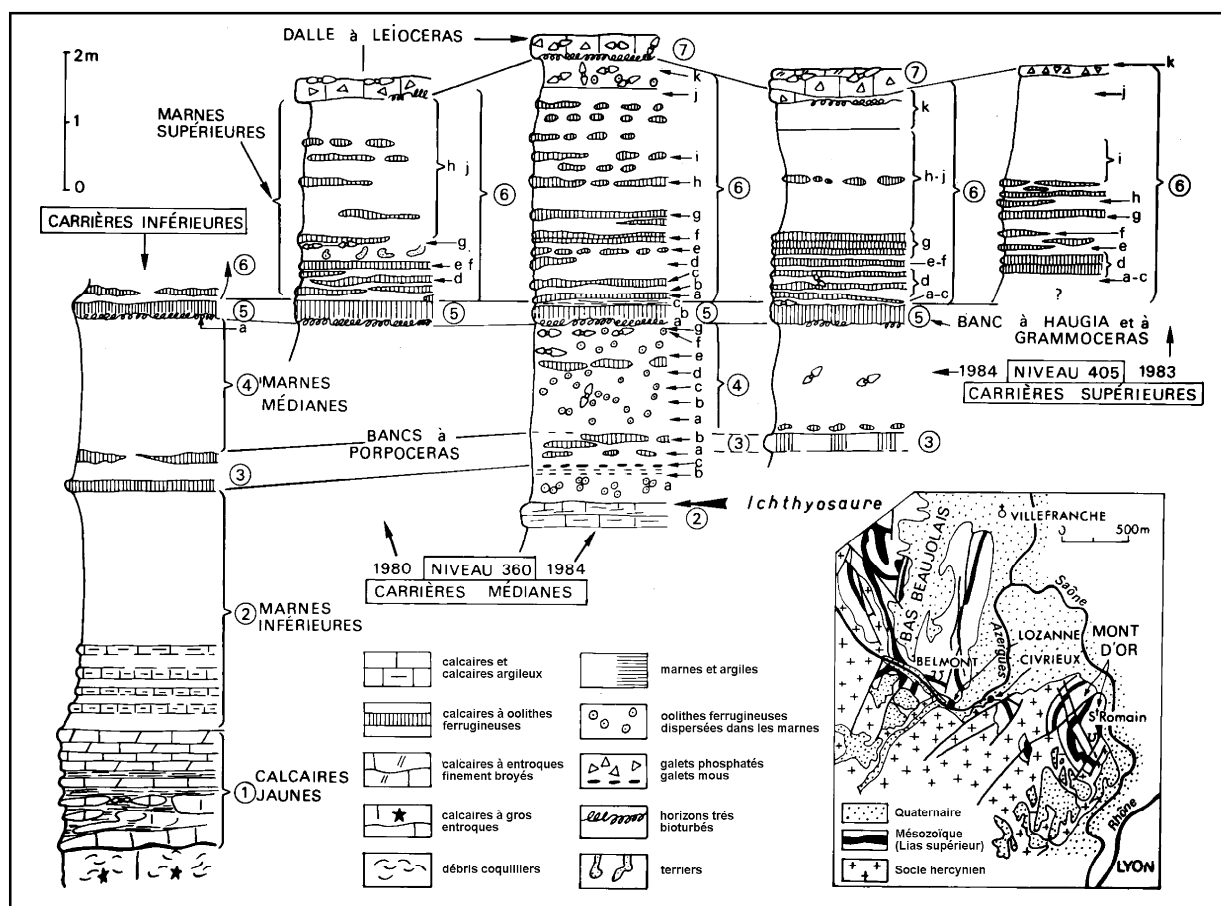 DALLE à LEIOCERAS
2m
1
0
MARNES
SUPÉRIEURES
CARRIÈRES INFÉRIEURES
6
5
a
4
MARNES
MÉDIANES
3
2
MARNES
INFÉRIEURES
1
CALCAIRES
JAUNES
BANCS à
PORPOCERAS
h j
g
e f
d
6
5
1980
NIVEAU 360
1984
CARRIÈRES MÉDIANES
7
k
j
i
h
g
f
e
d
c
b
a
6
c
b
a
5
g
f
e
d
c
b
a
4
b
a
3
c
b
a
2
Ichthyosaure
7
k
h-j
g
e-f
d
a-c
6
5
3
k
j
i
h
g
f
e
d
a-c
?
6
BANC à HAUGIA et à
GRAMMOCERAS
1984
NIVEAU 405
1983
CARRIÈRES SUPÉRIEURES
calcaires et
calcaires argileux
calcaires à oolithes
ferrugineuses
calcaires à entroques
finement broyés
calcaires à gros
entroques
débris coquilliers
marnes et argiles
oolithes ferrugineuses
dispersées dans les marnes
galets phosphatés
galets mous
horizons très
bioturbés
terriers
VILLEFRANCHE
0 500m
BAS BEAUJOLAIS
Saône
Azergues
LOZANNE
MONT
D'OR
BELMONT
CIVRIEUX
St Romain
Rhône
LYON
Quaternaire
Mésozoïque
(Lias supérieur)
Socle hercynien